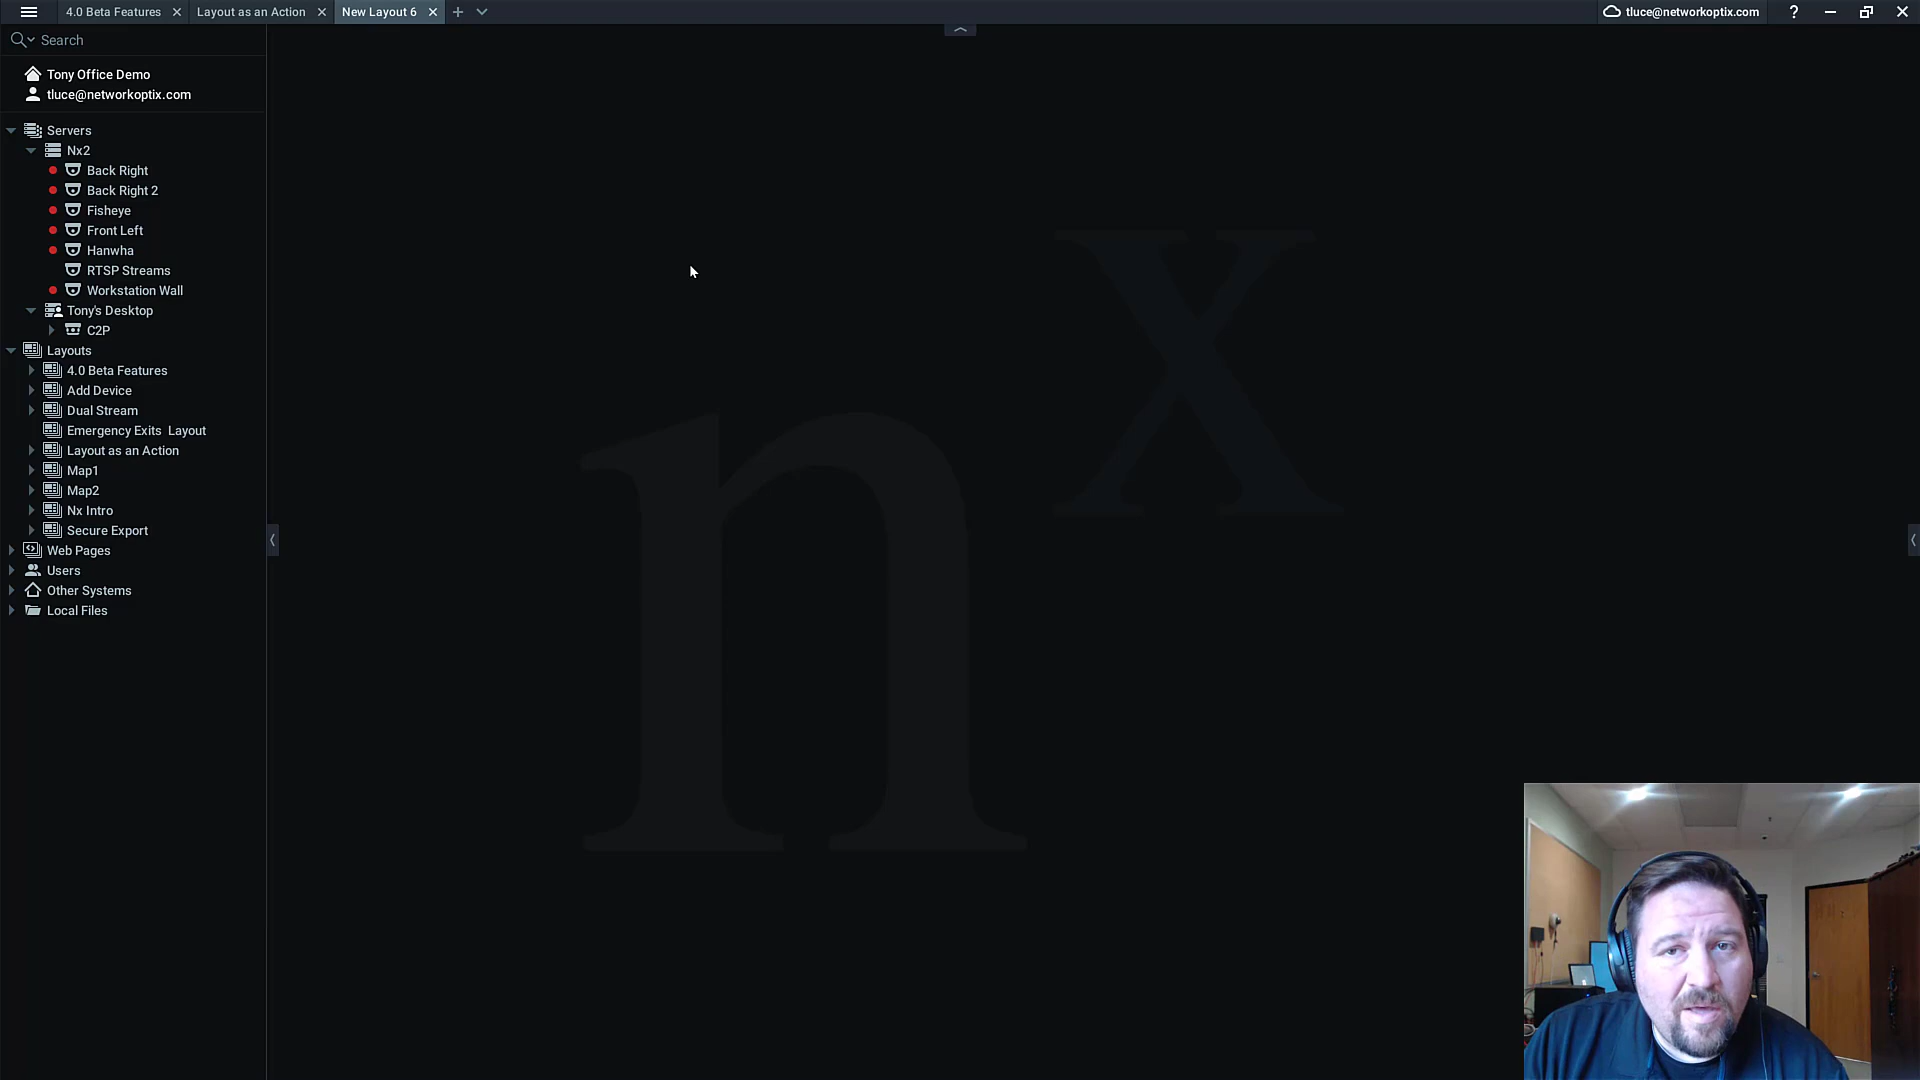 4.0 Beta Features
Layout as an Action
New Layout 6
tluce@networkoptix.com
?
Search
Tony Office Demo
tluce@networkoptix.com
Servers
Nx2
Back Right
Back Right 2
Fisheye
Front Left
Hanwha
RTSP Streams
Workstation Wall
Tony's Desktop
C2P
Layouts
4.0 Beta Features
Add Device
Dual Stream
Emergency Exits  Layout
Layout as an Action
Map1
Map2
Nx Intro
Secure Export
Web Pages
Users
Other Systems
Local Files
nx